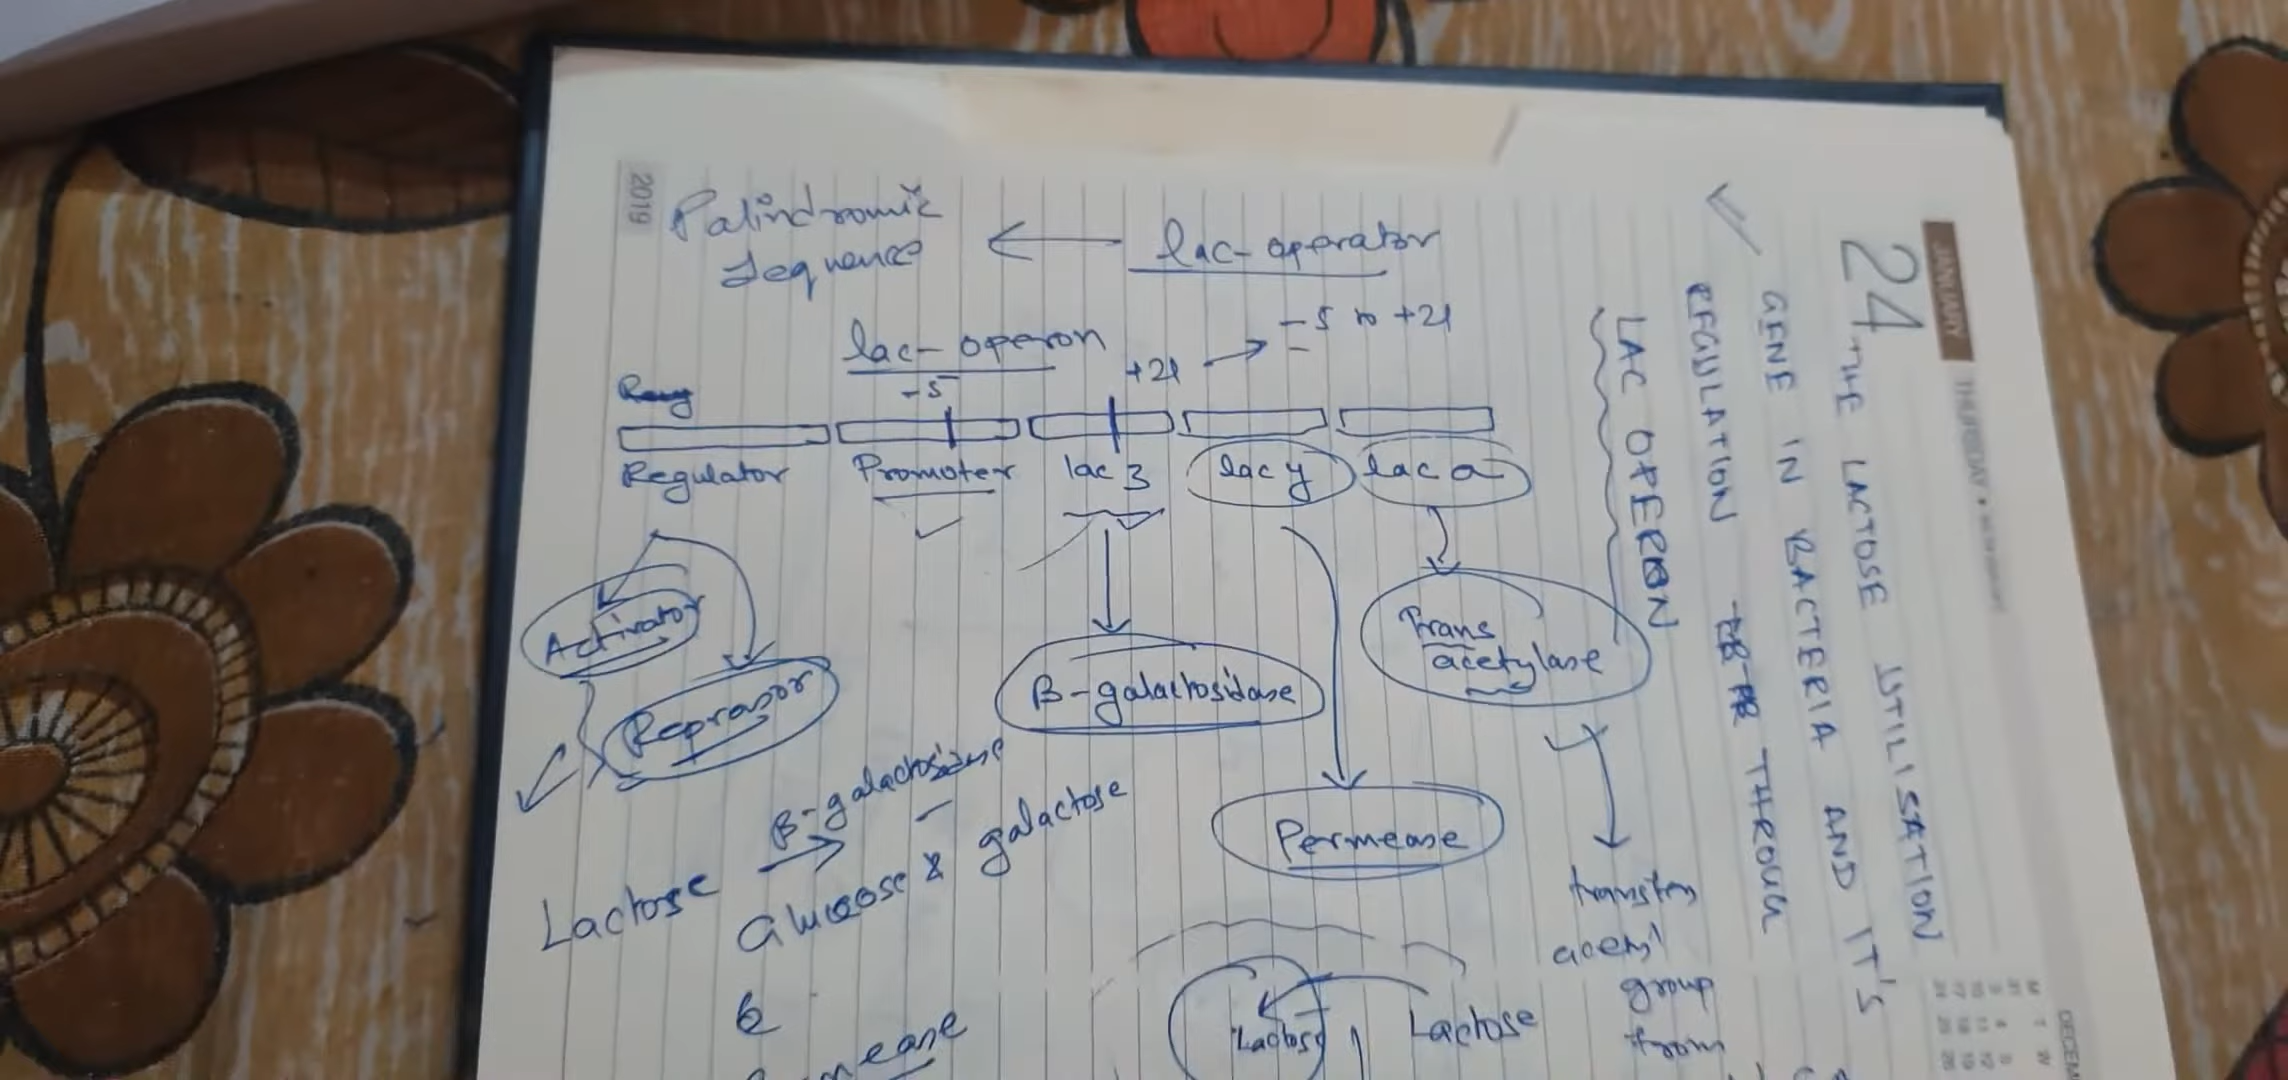 2019
Palindromic
sequence
lac-operator
lac-operon
-5
+21
-5 to +21
Regulator
Promoter
lac z
lac y
lac a
Activator
Reprasor
β-galactosidase
Trans
acetylase
Permease
Lactose
β-galactosidase
Glucose & galactose
&
Lactose
Lactose
transfers
acetyl
group
from
LAC OPERON
24
JANUARY
THURSDAY
THE LACTOSE UTILISATION
GENE IN BACTERIA AND IT'S
REGULATION THROUGH